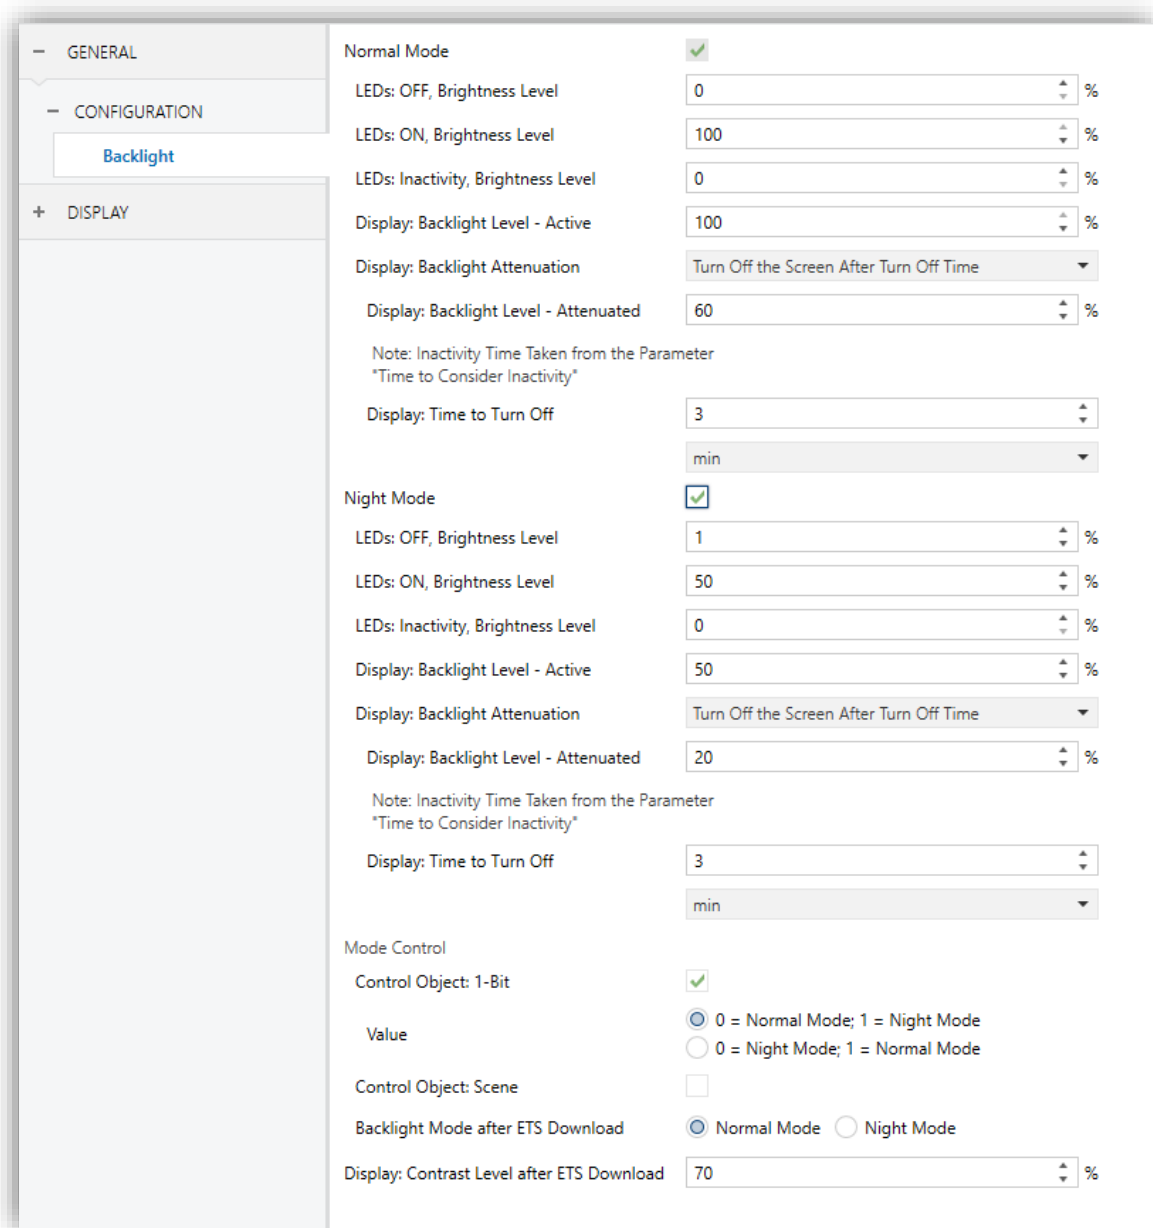 GENERAL
CONFIGURATION
Backlight
DISPLAY
Normal Mode
LEDs: OFF, Brightness Level 0 %
LEDs: ON, Brightness Level 100 %
LEDs: Inactivity, Brightness Level 0 %
Display: Backlight Level - Active 100 %
Display: Backlight Attenuation Turn Off the Screen After Turn Off Time
Display: Backlight Level - Attenuated 60 %
Note: Inactivity Time Taken from the Parameter
"Time to Consider Inactivity"
Display: Time to Turn Off 3
min
Night Mode
LEDs: OFF, Brightness Level 1 %
LEDs: ON, Brightness Level 50 %
LEDs: Inactivity, Brightness Level 0 %
Display: Backlight Level - Active 50 %
Display: Backlight Attenuation Turn Off the Screen After Turn Off Time
Display: Backlight Level - Attenuated 20 %
Note: Inactivity Time Taken from the Parameter
"Time to Consider Inactivity"
Display: Time to Turn Off 3
min
Mode Control
Control Object: 1-Bit
Value
0 = Normal Mode; 1 = Night Mode
0 = Night Mode; 1 = Normal Mode
Control Object: Scene
Backlight Mode after ETS Download Normal Mode Night Mode
Display: Contrast Level after ETS Download 70 %